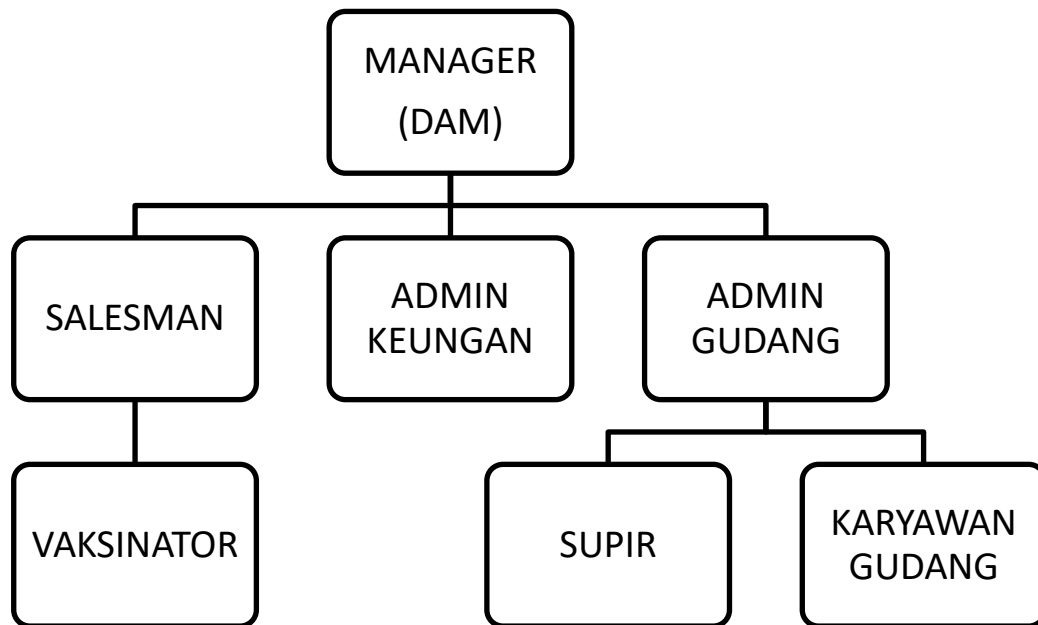 MANAGER
(DAM)
SALESMAN
ADMIN
KEUNGAN
ADMIN
GUDANG
VAKSINATOR
SUPIR
KARYAWAN
GUDANG